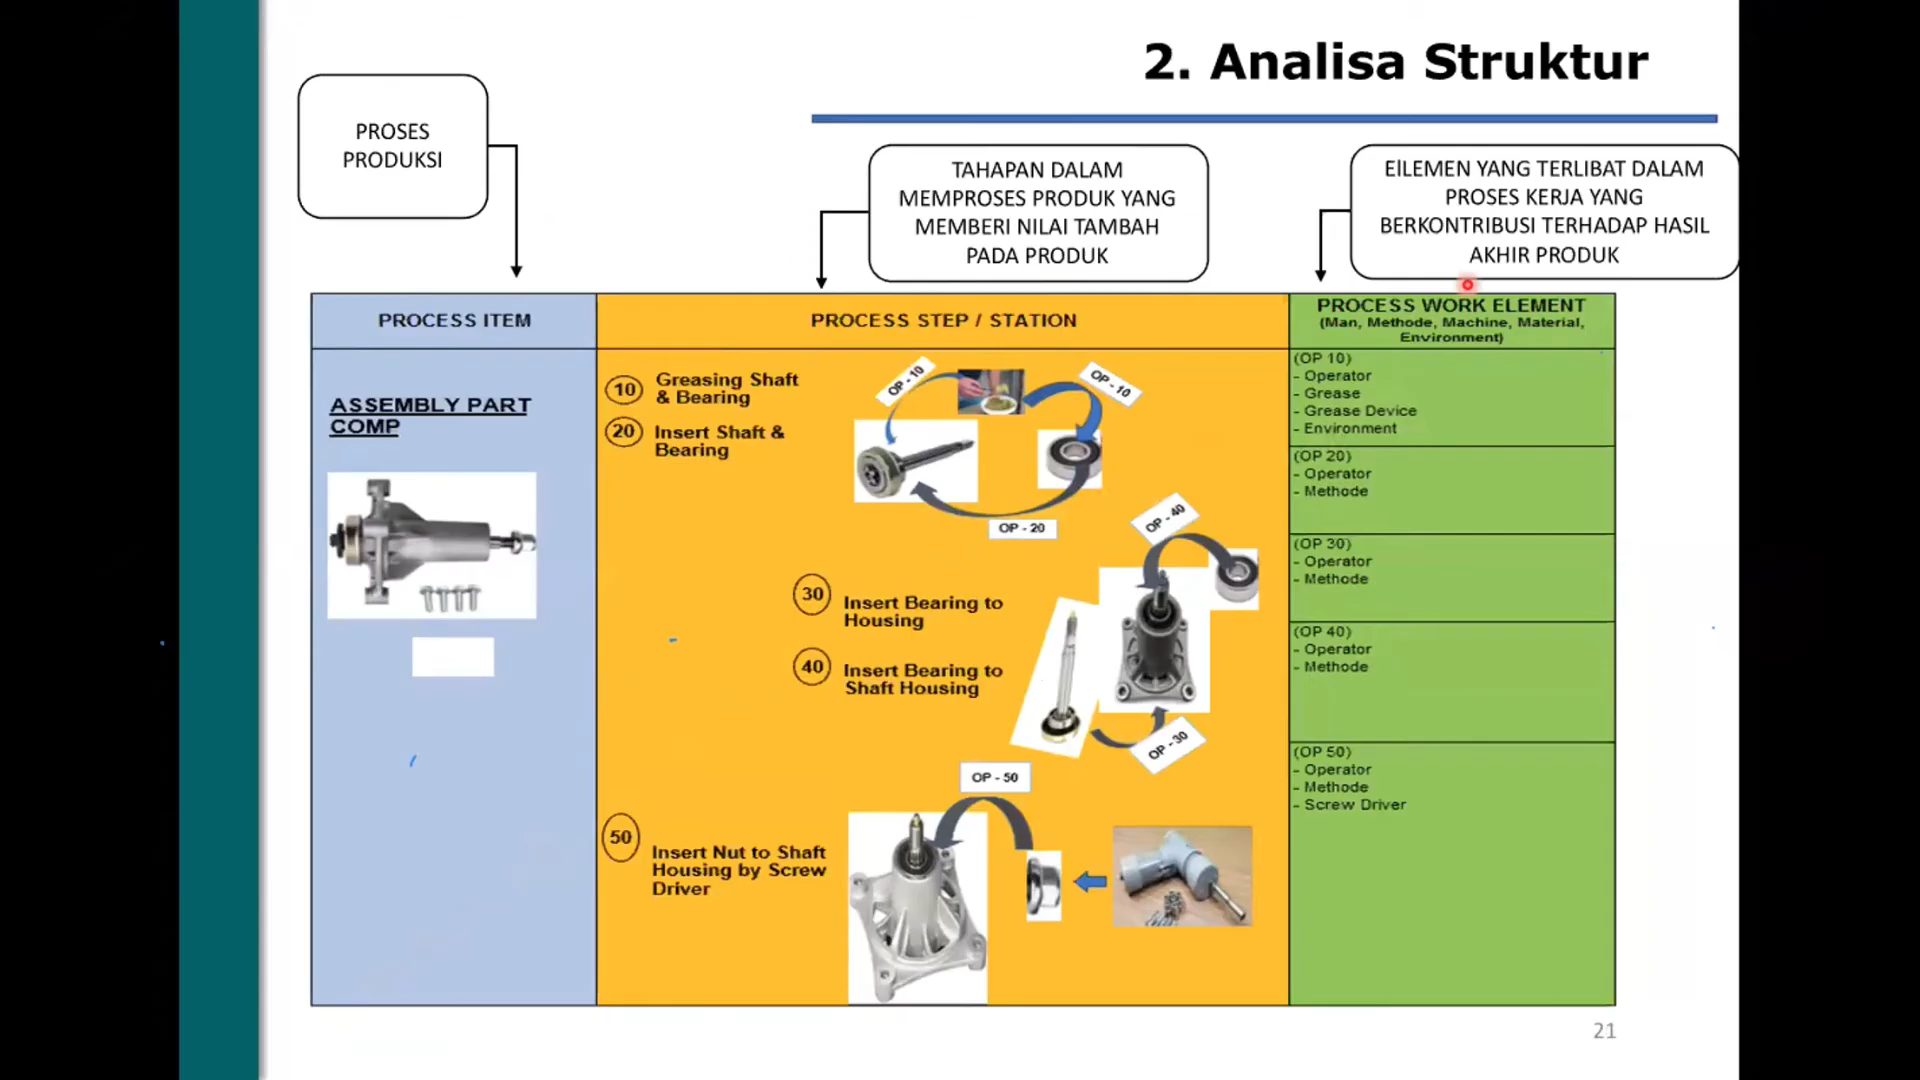 2. Analisa Struktur
PROSES
PRODUKSI
TAHAPAN DALAM
MEMPROSES PRODUK YANG
MEMBERI NILAI TAMBAH
PADA PRODUK
EILEMEN YANG TERLIBAT DALAM
PROSES KERJA YANG
BERKONTRIBUSI TERHADAP HASIL
AKHIR PRODUK
PROCESS ITEM
PROCESS STEP / STATION
PROCESS WORK ELEMENT
(Man, Methode, Machine, Material,
Environment)
ASSEMBLY PART
COMP
10 Greasing Shaft
& Bearing
20 Insert Shaft &
Bearing
OP - 10
OP - 10
OP - 20
30 Insert Bearing to
Housing
40 Insert Bearing to
Shaft Housing
OP - 40
OP - 30
OP - 50
50 Insert Nut to Shaft
Housing by Screw
Driver
(OP 10)
- Operator
- Grease
- Grease Device
- Environment
(OP 20)
- Operator
- Methode
(OP 30)
- Operator
- Methode
(OP 40)
- Operator
- Methode
(OP 50)
- Operator
- Methode
- Screw Driver
21